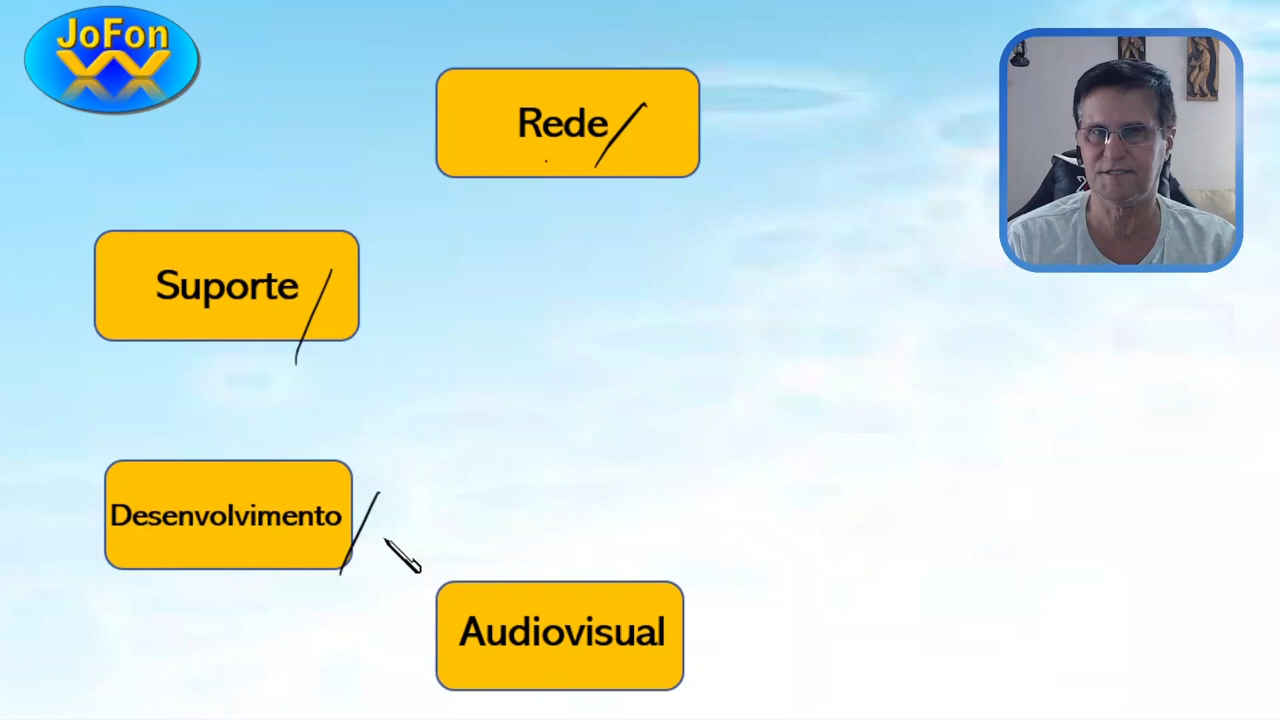 JoFon
Rede
Suporte
Desenvolvimento
Audiovisual